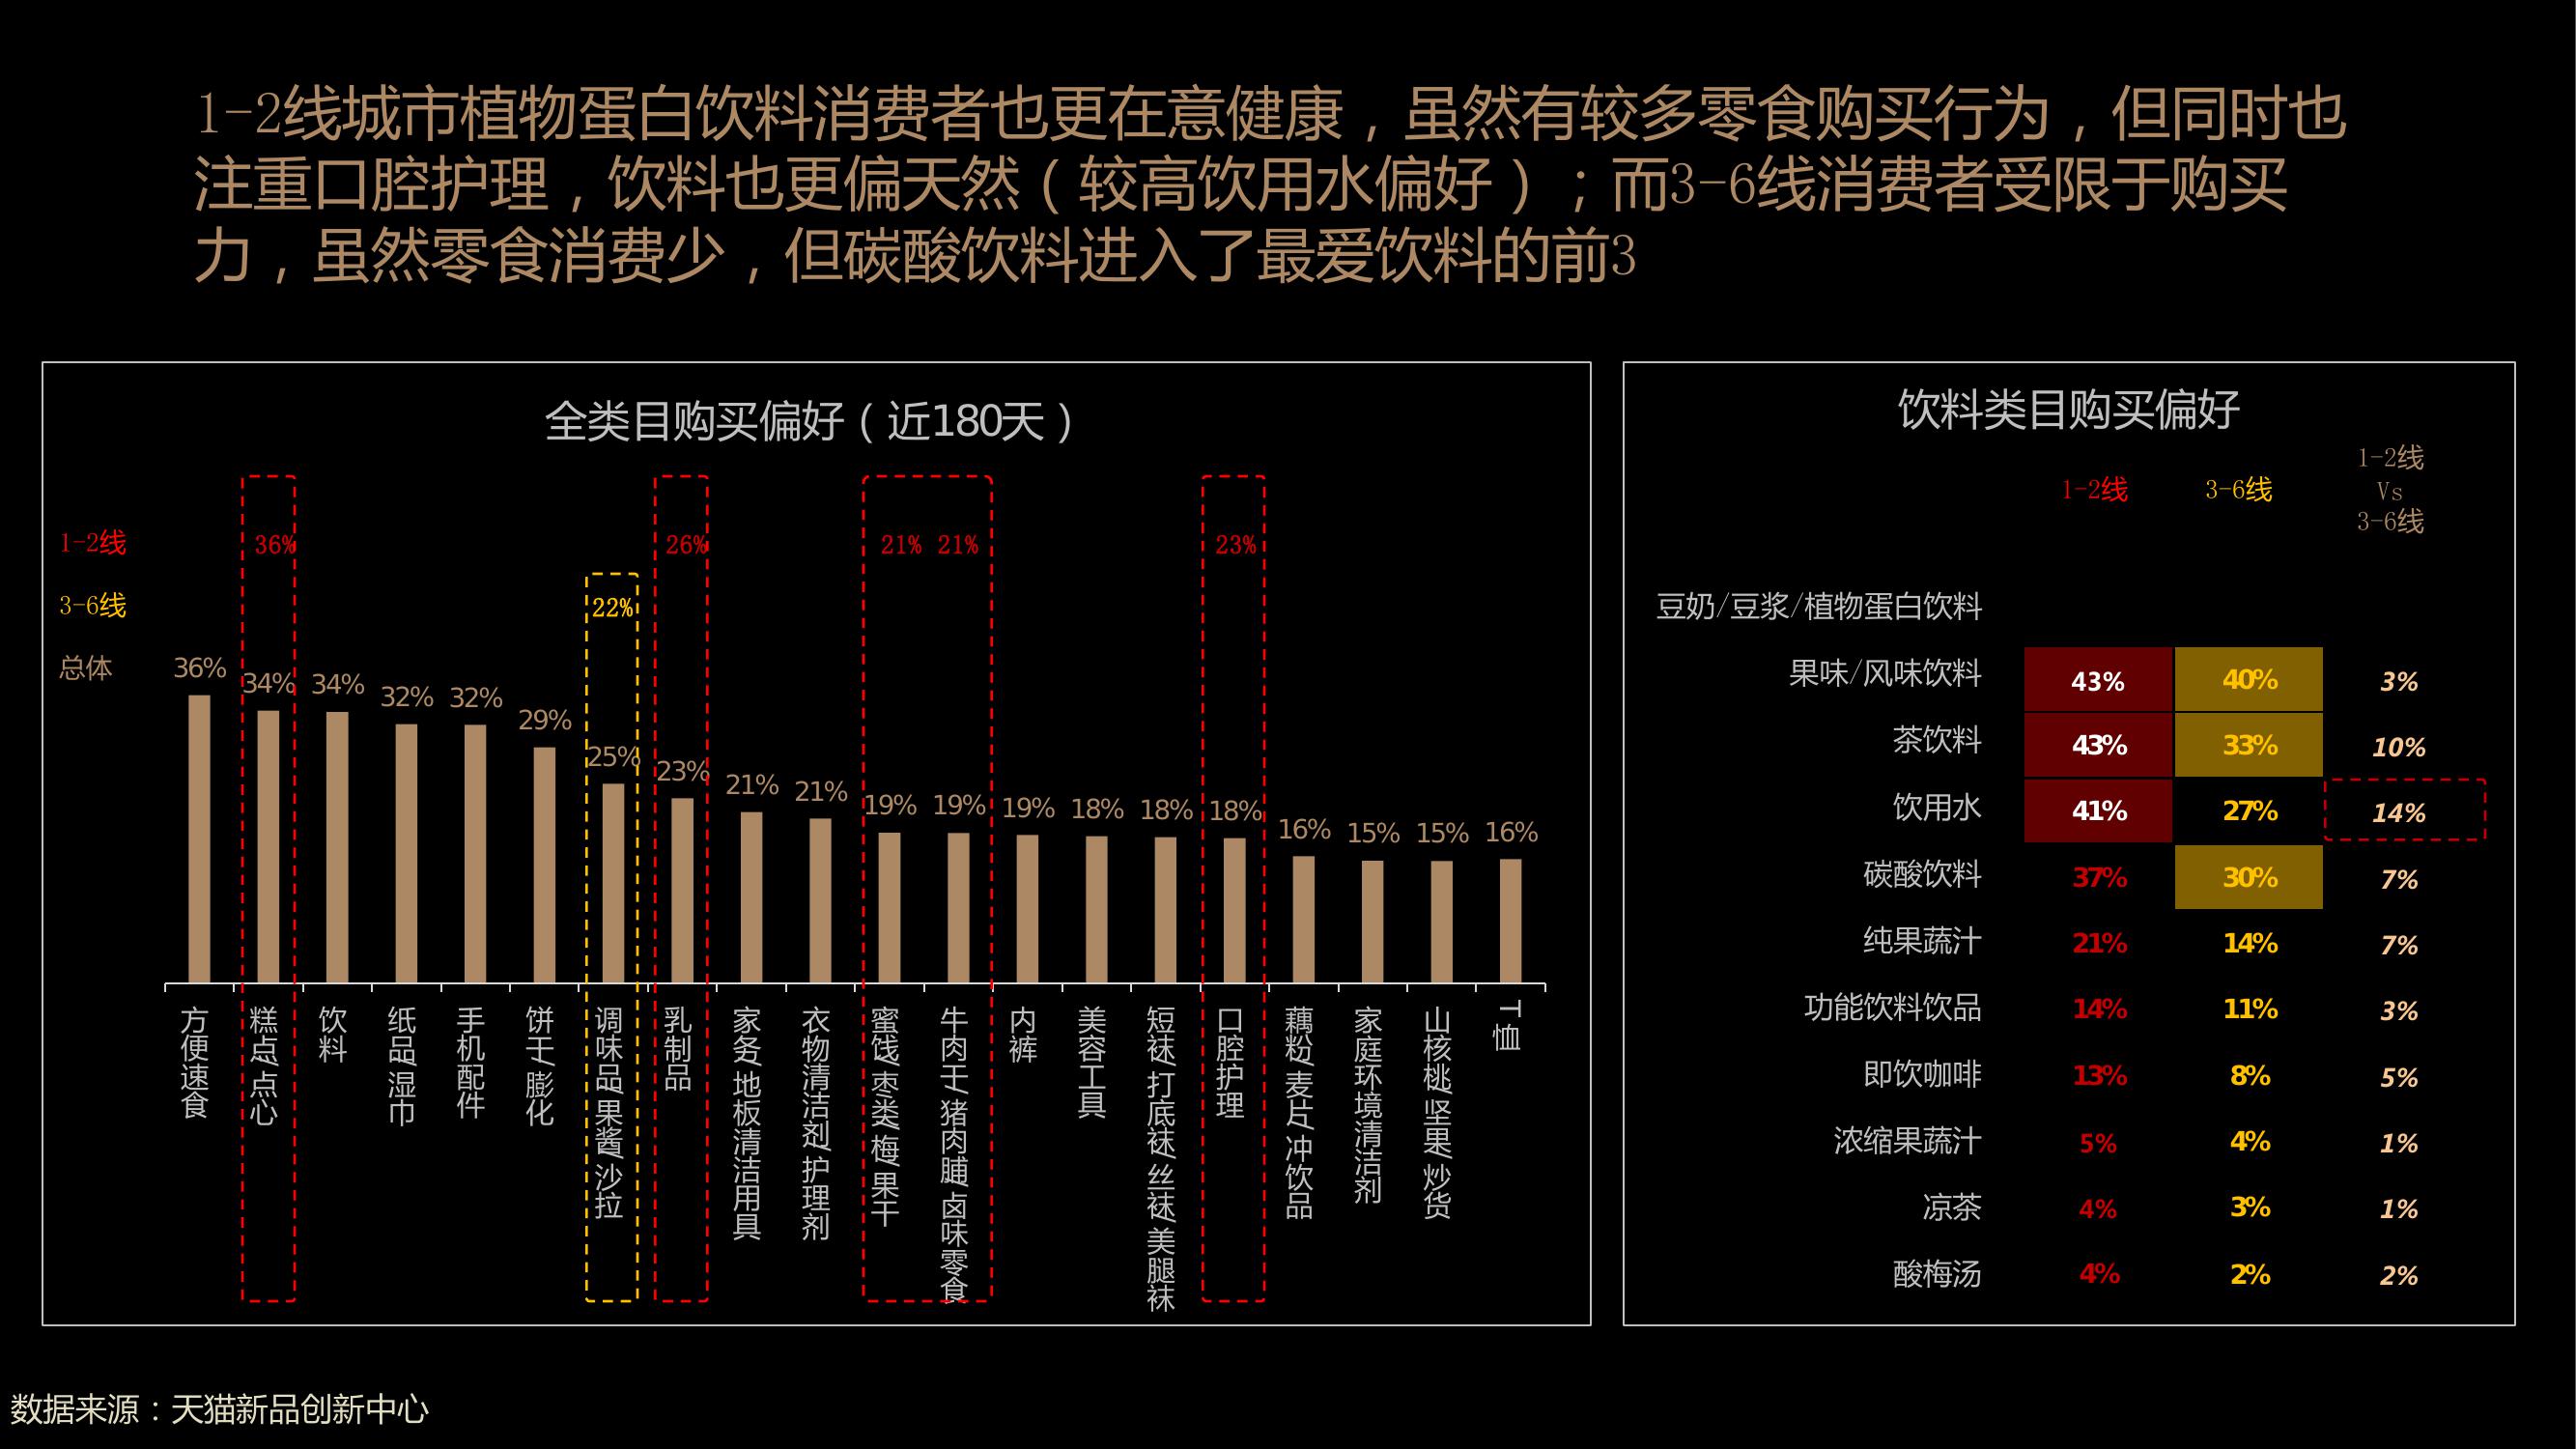 1-2线城市植物蛋白饮料消费者也更在意健康，虽然有较多零食购买行为，但同时也
注重口腔护理，饮料也更偏天然（较高饮用水偏好）；而3-6线消费者受限于购买
力，虽然零食消费少，但碳酸饮料进入了最爱饮料的前3
全类目购买偏好（近180天）
1-2线 36% 26% 21% 21% 23%
3-6线 22%
总体 36% 34% 34% 32% 32% 29% 25% 23% 21% 21% 19% 19% 19% 18% 18% 18% 16% 15% 15% 16%
方便速食
糕点/点心
饮料
纸品/湿巾
手机配件
饼干/膨化
调味品/果酱/沙拉
乳制品
家务/地板清洁用具
衣物清洁剂/护理剂
蜜饯/枣类/梅/果干
牛肉干/猪肉脯/卤味零食
内裤
美容工具
短袜/打底袜/丝袜/美腿袜
口腔护理
藕粉/麦片/冲饮品
家庭环境清洁剂
山核桃/坚果/炒货
T恤
饮料类目购买偏好
1-2线 3-6线 1-2线
Vs
3-6线
豆奶/豆浆/植物蛋白饮料
果味/风味饮料 43% 40% 3%
茶饮料 43% 33% 10%
饮用水 41% 27% 14%
碳酸饮料 37% 30% 7%
纯果蔬汁 21% 14% 7%
功能饮料饮品 14% 11% 3%
即饮咖啡 13% 8% 5%
浓缩果蔬汁 5% 4% 1%
凉茶 4% 3% 1%
酸梅汤 4% 2% 2%
数据来源：天猫新品创新中心